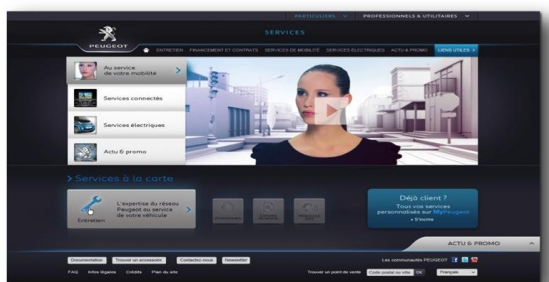 PARTICULIERS
PROFESSIONNELS & UTILITAIRES
SERVICES
PEUGEOT
ENTRETIEN
FINANCEMENT ET CONTRATS
SERVICES DE MOBILITÉ
SERVICES ÉLECTRIQUES
ACTU & PROMO
LIENS UTILES
Au service
de votre mobilité
Services connectés
Services électriques
Actu & promo
Services à la carte
L'expertise du réseau
Peugeot au service
de votre véhicule
Entretien
Déjà client ?
Tous vos services
personnalisés sur MyPeugeot
S'inscrire
ACTU & PROMO
Documentation
Trouver un accessoire
Contactez-nous
Newsletter
Les communautés PEUGEOT
FAQ
Infos légales
Crédits
Plan du site
Trouver un point de vente
Code postal ou ville
OK
Français